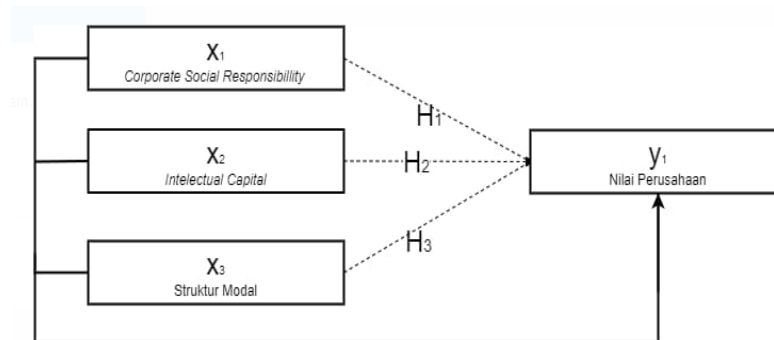 X1
Corporate Social Responsibillity
H1
X2
Intelectual Capital
H2
y1
Nilai Perusahaan
X3
Struktur Modal
H3